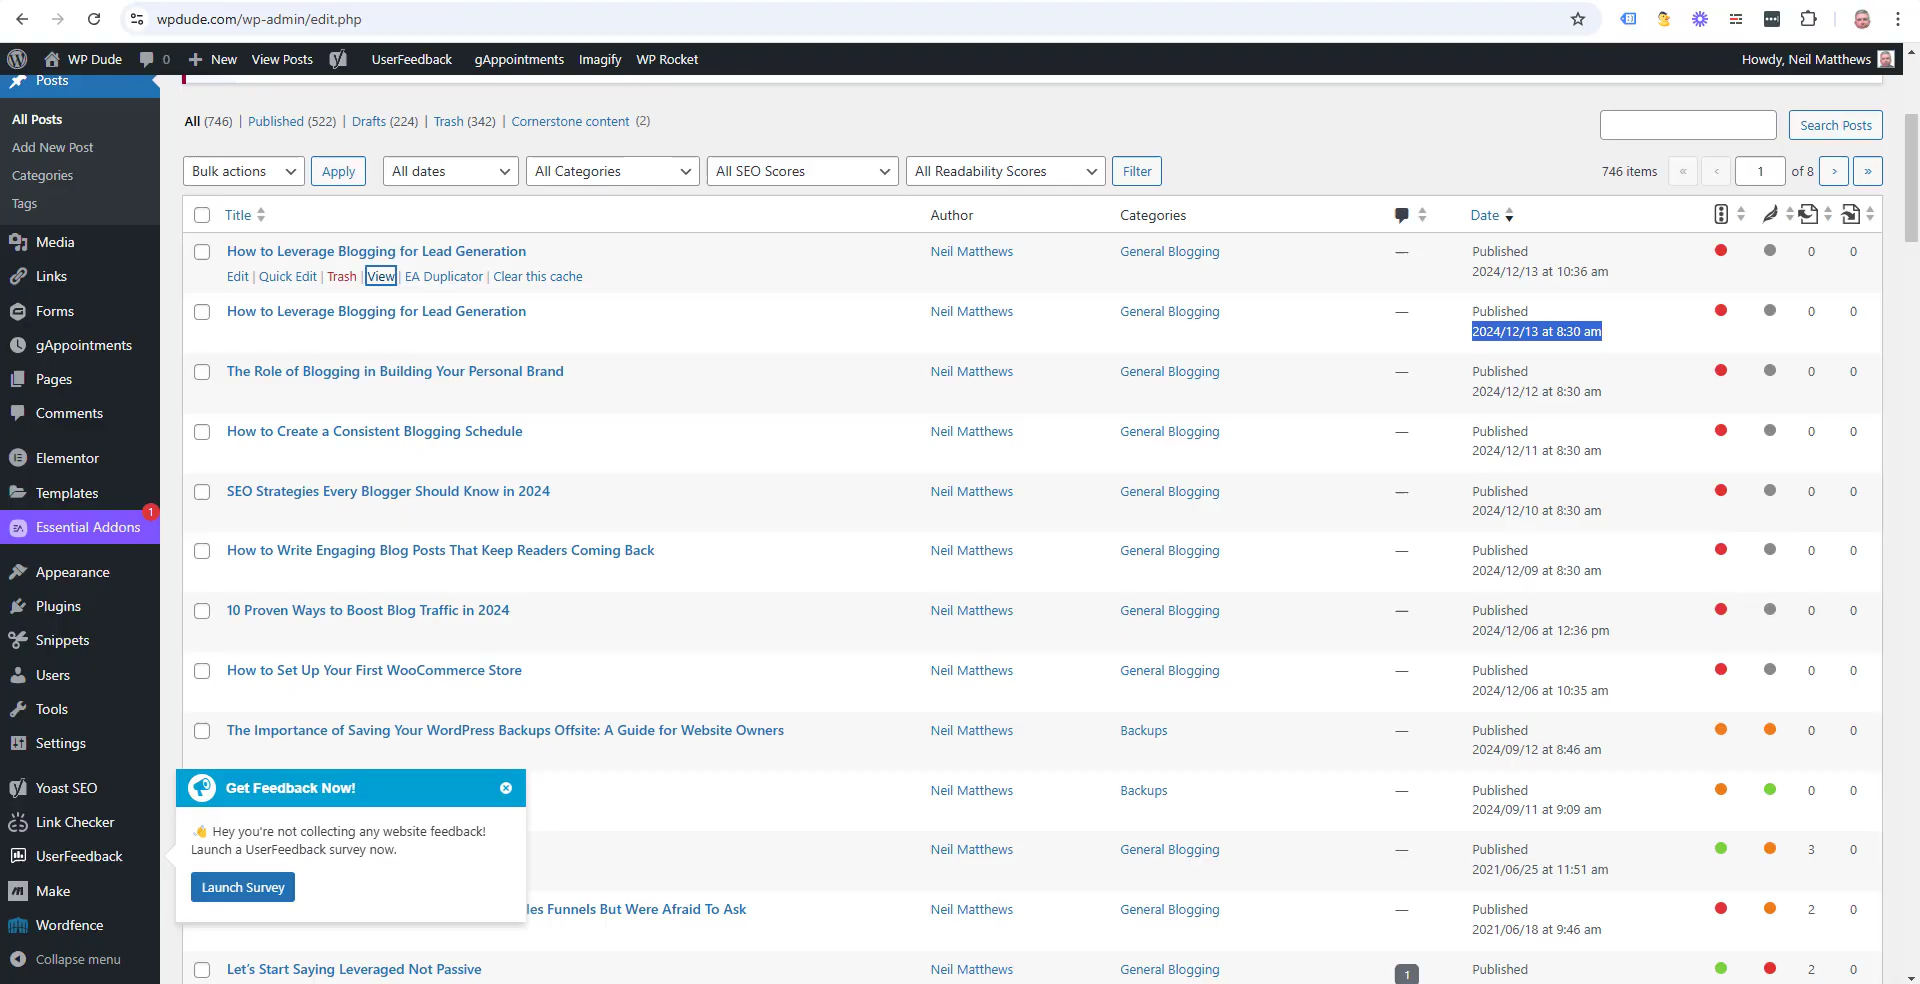 wpdude.com/wp-admin/edit.php
WP Dude 0 New View Posts UserFeedback gAppointments Imagify WP Rocket Howdy, Neil Matthews
Posts
All Posts
Add New Post
Categories
Tags
Media
Links
Forms
gAppointments
Pages
Comments
Elementor
Templates
Essential Addons 1
Appearance
Plugins
Snippets
Users
Tools
Settings
Yoast SEO
Link Checker
UserFeedback
Make
Wordfence
Collapse menu
All (746) | Published (522) | Drafts (224) | Trash (342) | Cornerstone content (2)
Search Posts
Bulk actions Apply All dates All Categories All SEO Scores All Readability Scores Filter 746 items « ‹ 1 of 8 › »
Title Author Categories Date
How to Leverage Blogging for Lead Generation Neil Matthews General Blogging — Published 0 0
Edit | Quick Edit | Trash | View | EA Duplicator | Clear this cache 2024/12/13 at 10:36 am
How to Leverage Blogging for Lead Generation Neil Matthews General Blogging — Published 0 0
2024/12/13 at 8:30 am
The Role of Blogging in Building Your Personal Brand Neil Matthews General Blogging — Published 0 0
2024/12/12 at 8:30 am
How to Create a Consistent Blogging Schedule Neil Matthews General Blogging — Published 0 0
2024/12/11 at 8:30 am
SEO Strategies Every Blogger Should Know in 2024 Neil Matthews General Blogging — Published 0 0
2024/12/10 at 8:30 am
How to Write Engaging Blog Posts That Keep Readers Coming Back Neil Matthews General Blogging — Published 0 0
2024/12/09 at 8:30 am
10 Proven Ways to Boost Blog Traffic in 2024 Neil Matthews General Blogging — Published 0 0
2024/12/06 at 12:36 pm
How to Set Up Your First WooCommerce Store Neil Matthews General Blogging — Published 0 0
2024/12/06 at 10:35 am
The Importance of Saving Your WordPress Backups Offsite: A Guide for Website Owners Neil Matthews Backups — Published 0 0
2024/09/12 at 8:46 am
Neil Matthews Backups — Published 0 0
2024/09/11 at 9:09 am
Neil Matthews General Blogging — Published 3 0
2021/06/25 at 11:51 am
les Funnels But Were Afraid To Ask Neil Matthews General Blogging — Published 2 0
2021/06/18 at 9:46 am
Let's Start Saying Leveraged Not Passive Neil Matthews General Blogging 1 Published 2 0
Get Feedback Now!
Hey you're not collecting any website feedback!
Launch a UserFeedback survey now.
Launch Survey